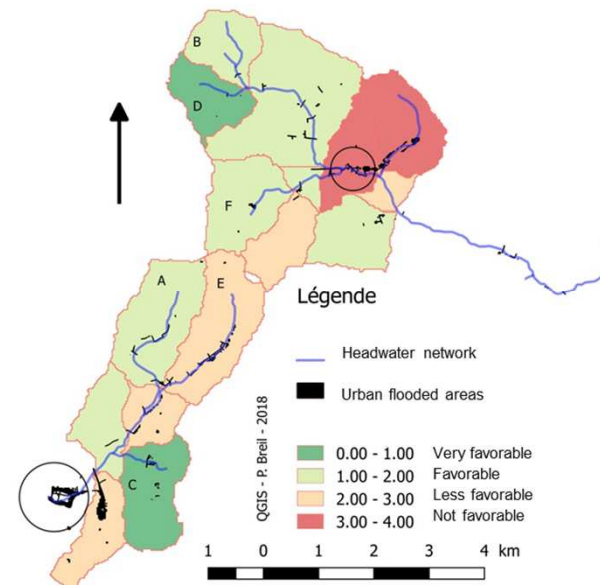 B
D
F
A
E
C
Légende
Headwater network
Urban flooded areas
QGIS - P. Breil - 2018
0.00 - 1.00 Very favorable
1.00 - 2.00 Favorable
2.00 - 3.00 Less favorable
3.00 - 4.00 Not favorable
1 0 1 2 3 4 km